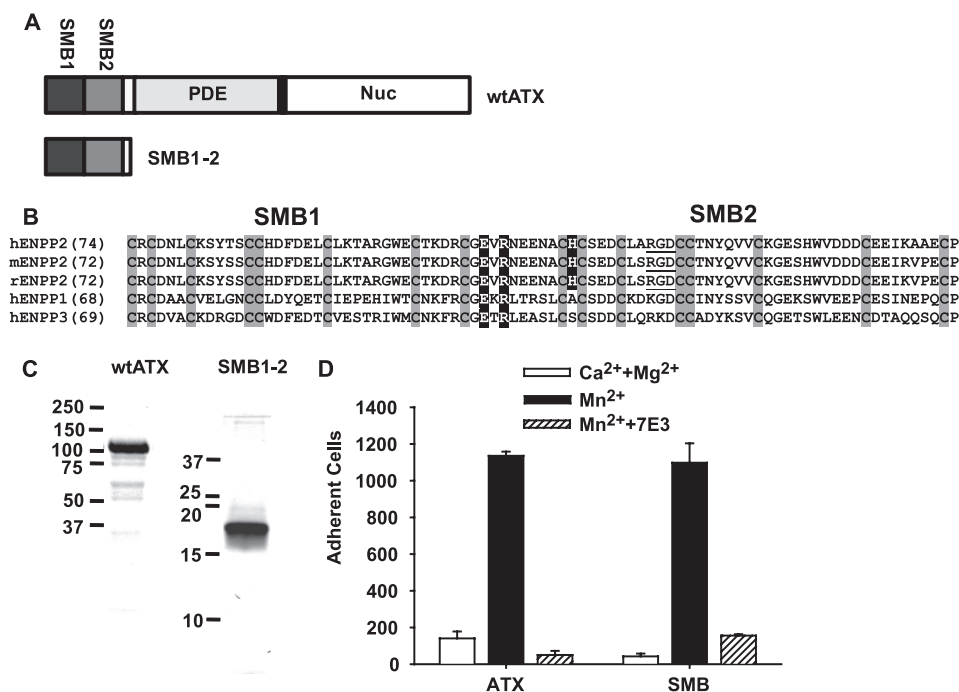 A
SMB1
SMB2
PDE
Nuc
wtATX
SMB1-2
B
SMB1
SMB2
hENPP2(74) CRCDNLCKSYTSCCHDFDELCLKTARGWECTKDRCGEVRNEENACHCSEDCLARGDCCTNYQVVCKGESHWVDDDCEEIKAAECP
mENPP2(72) CRCDNLCKSYTSCCHDFDELCLKTARGWECTKDRCGEVRNEENACHCSEDCLSRGDCCTNYQVVCKGESHWVDDDCEEIRVPECP
rENPP2(72) CRCDNLCKSYTSCCHDFDELCLKTARGWECTKDRCGEVRNEENACHCSEDCLSRGDCCTNYQVVCKGESHWVDDDCEEIKVPECP
hENPP1(68) CRCDAACVELGNCCLDYQETCIEPEHIWTCNKFRCGEKRLTRSLCACSDDCKDKGDCCINYSSVCQGEKSWVEEPCESINEPQCP
hENPP3(69) CRCDVACKDRGDCCWDFEDTCVESTRIWMCNKFRCGETRLEASLCSCSDDCLQRKDCCADYKSVCQGETSWLEENCDTAQQSQCP
C
wtATX
SMB1-2
250
150
100
75
50
37
37
25
20
15
10
D
Ca2++Mg2+
Mn2+
Mn2++7E3
Adherent Cells
1400
1200
1000
800
600
400
200
0
ATX
SMB